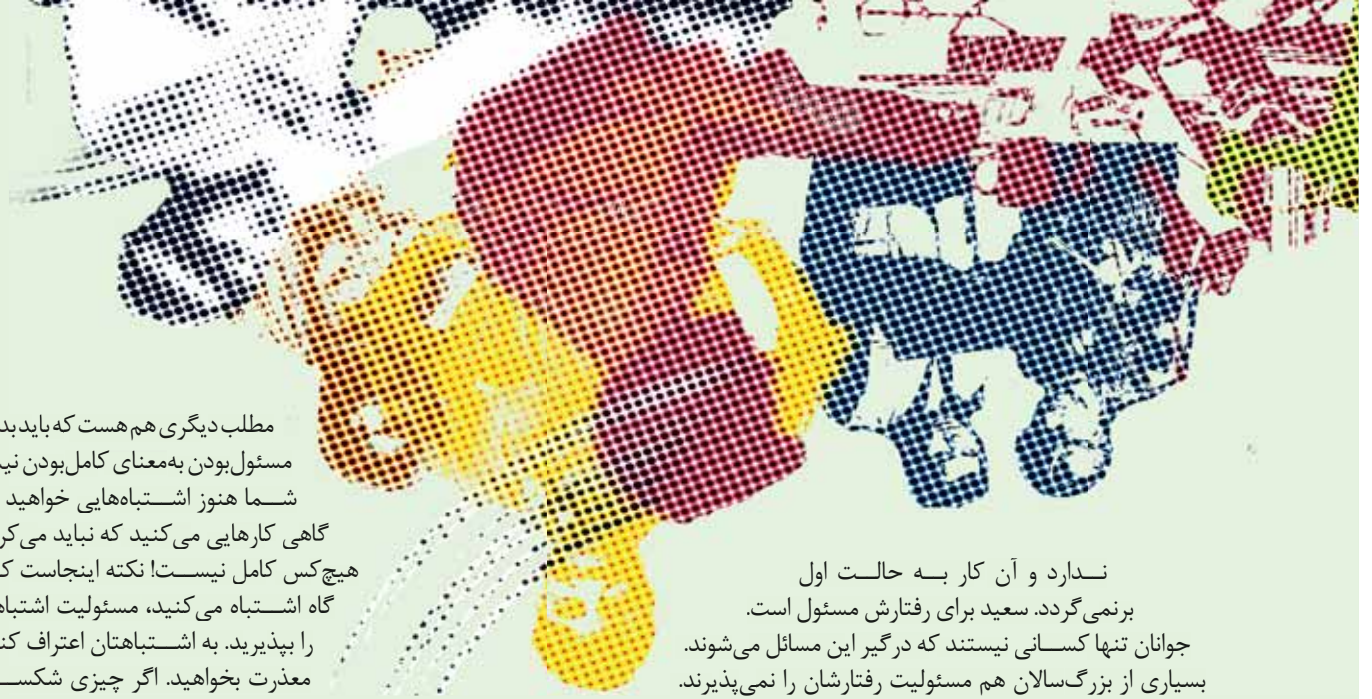 ندارد و آن کار به حالت اول
برنمی‌گردد. سعید برای رفتارش مسئول است.
جوانان تنها کسانی نیستند که درگیر این مسائل می‌شوند.
بسیاری از بزرگ‌سالان هم مسئولیت رفتارشان را نمی‌پذیرند.
مطلب دیگری هم هست که باید
مسئول‌بودن به‌معنای کامل‌بودن
شما هنوز اشتباه‌هایی خواهید
گاهی کارهایی می‌کنید که نباید
هیچ‌کس کامل نیست! نکته اینجاست
گاه اشتباه می‌کنید، مسئولیت
را بپذیرید. به اشتباهتان اعتراف
معذرت بخواهید. اگر چیزی